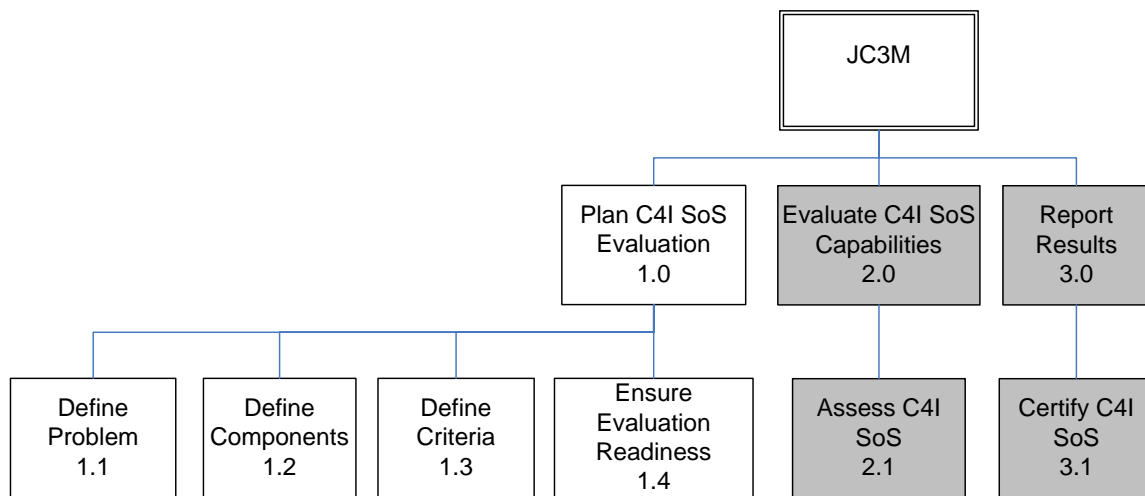 JC3M
Plan C4I SoS
Evaluation
1.0
Evaluate C4I SoS
Capabilities
2.0
Report
Results
3.0
Define
Problem
1.1
Define
Components
1.2
Define
Criteria
1.3
Ensure
Evaluation
Readiness
1.4
Assess C4I
SoS
2.1
Certify C4I
SoS
3.1